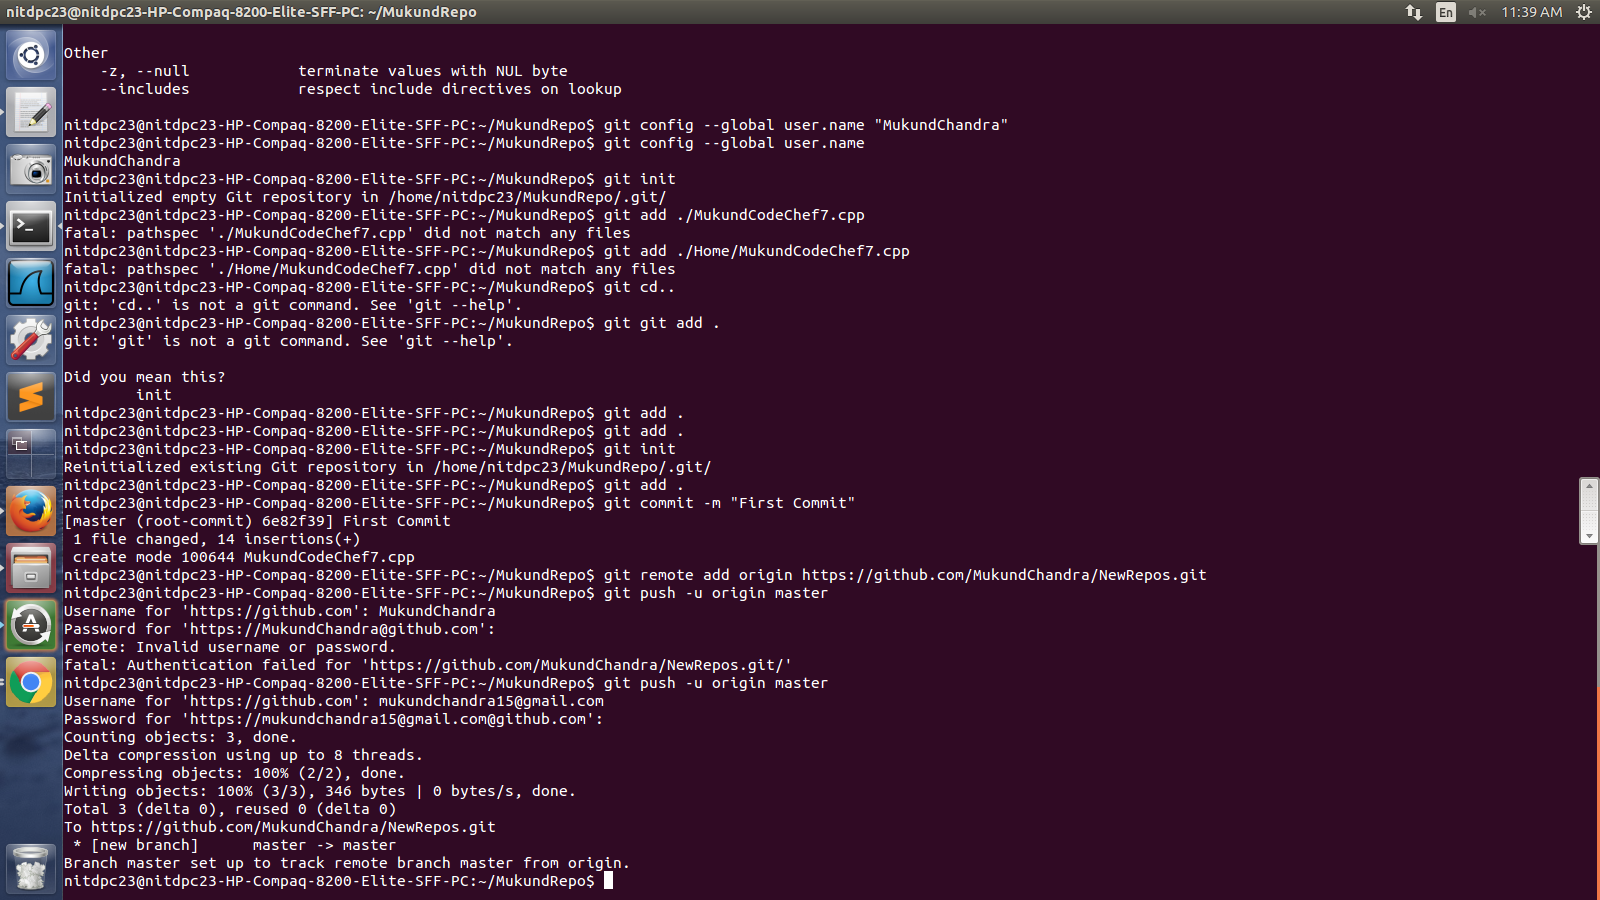 nitdpc23@nitdpc23-HP-Compaq-8200-Elite-SFF-PC: ~/MukundRepo
En
11:39 AM
Other
    -z, --null            terminate values with NUL byte
    --includes            respect include directives on lookup
nitdpc23@nitdpc23-HP-Compaq-8200-Elite-SFF-PC:~/MukundRepo$ git config --global user.name "MukundChandra"
nitdpc23@nitdpc23-HP-Compaq-8200-Elite-SFF-PC:~/MukundRepo$ git config --global user.name
MukundChandra
nitdpc23@nitdpc23-HP-Compaq-8200-Elite-SFF-PC:~/MukundRepo$ git init
Initialized empty Git repository in /home/nitdpc23/MukundRepo/.git/
nitdpc23@nitdpc23-HP-Compaq-8200-Elite-SFF-PC:~/MukundRepo$ git add ./MukundCodeChef7.cpp
fatal: pathspec './MukundCodeChef7.cpp' did not match any files
nitdpc23@nitdpc23-HP-Compaq-8200-Elite-SFF-PC:~/MukundRepo$ git add ./Home/MukundCodeChef7.cpp
fatal: pathspec './Home/MukundCodeChef7.cpp' did not match any files
nitdpc23@nitdpc23-HP-Compaq-8200-Elite-SFF-PC:~/MukundRepo$ git cd..
git: 'cd..' is not a git command. See 'git --help'.
nitdpc23@nitdpc23-HP-Compaq-8200-Elite-SFF-PC:~/MukundRepo$ git git add .
git: 'git' is not a git command. See 'git --help'.
Did you mean this?
        init
nitdpc23@nitdpc23-HP-Compaq-8200-Elite-SFF-PC:~/MukundRepo$ git add .
nitdpc23@nitdpc23-HP-Compaq-8200-Elite-SFF-PC:~/MukundRepo$ git add .
nitdpc23@nitdpc23-HP-Compaq-8200-Elite-SFF-PC:~/MukundRepo$ git init
Reinitialized existing Git repository in /home/nitdpc23/MukundRepo/.git/
nitdpc23@nitdpc23-HP-Compaq-8200-Elite-SFF-PC:~/MukundRepo$ git add .
nitdpc23@nitdpc23-HP-Compaq-8200-Elite-SFF-PC:~/MukundRepo$ git commit -m "First Commit"
[master (root-commit) 6e82f39] First Commit
 1 file changed, 14 insertions(+)
 create mode 100644 MukundCodeChef7.cpp
nitdpc23@nitdpc23-HP-Compaq-8200-Elite-SFF-PC:~/MukundRepo$ git remote add origin https://github.com/MukundChandra/NewRepos.git
nitdpc23@nitdpc23-HP-Compaq-8200-Elite-SFF-PC:~/MukundRepo$ git push -u origin master
Username for 'https://github.com': MukundChandra
Password for 'https://MukundChandra@github.com':
remote: Invalid username or password.
fatal: Authentication failed for 'https://github.com/MukundChandra/NewRepos.git/'
nitdpc23@nitdpc23-HP-Compaq-8200-Elite-SFF-PC:~/MukundRepo$ git push -u origin master
Username for 'https://github.com': mukundchandra15@gmail.com
Password for 'https://mukundchandra15@gmail.com@github.com':
Counting objects: 3, done.
Delta compression using up to 8 threads.
Compressing objects: 100% (2/2), done.
Writing objects: 100% (3/3), 346 bytes | 0 bytes/s, done.
Total 3 (delta 0), reused 0 (delta 0)
To https://github.com/MukundChandra/NewRepos.git
 * [new branch]      master -> master
Branch master set up to track remote branch master from origin.
nitdpc23@nitdpc23-HP-Compaq-8200-Elite-SFF-PC:~/MukundRepo$